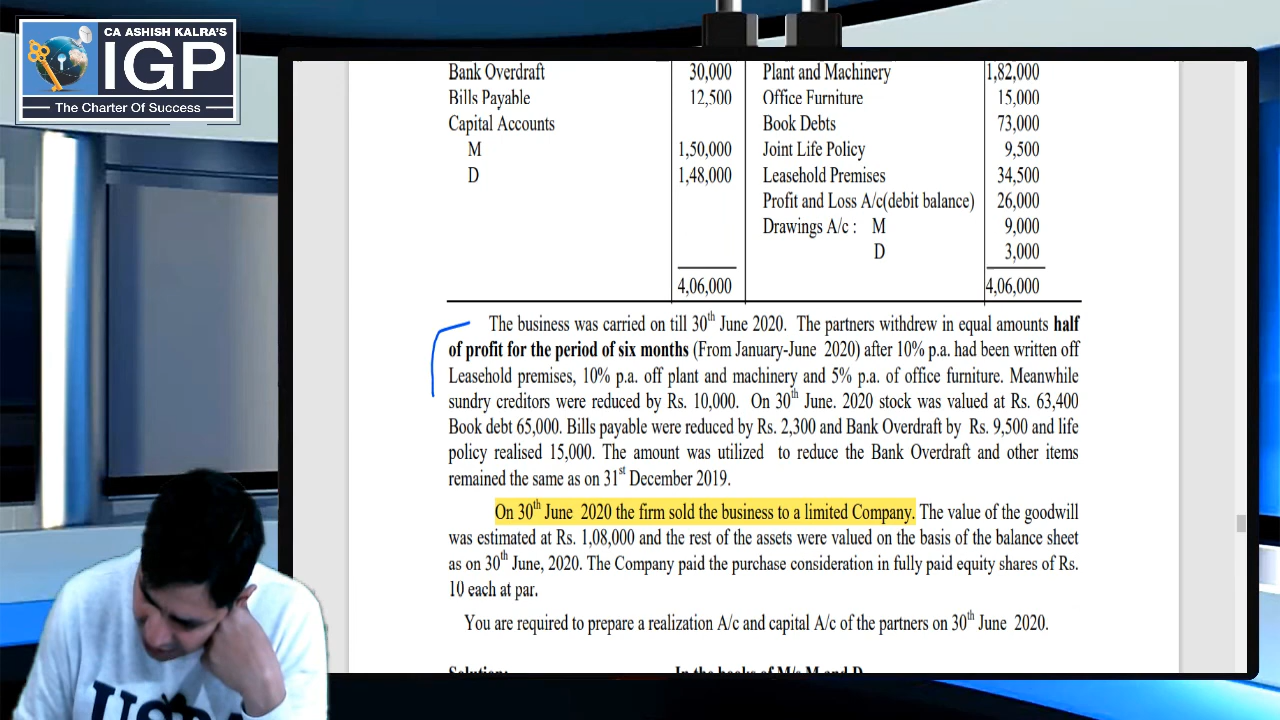 CA ASHISH KALRA'S
IGP
The Charter Of Success
Bank Overdraft 30,000 Plant and Machinery 1,82,000
Bills Payable 12,500 Office Furniture 15,000
Capital Accounts Book Debts 73,000
M 1,50,000 Joint Life Policy 9,500
D 1,48,000 Leasehold Premises 34,500
Profit and Loss A/c(debit balance) 26,000
Drawings A/c : M 9,000
D 3,000
4,06,000 4,06,000
The business was carried on till 30th June 2020. The partners withdrew in equal amounts half
of profit for the period of six months (From January-June 2020) after 10% p.a. had been written off
Leasehold premises, 10% p.a. off plant and machinery and 5% p.a. of office furniture. Meanwhile
sundry creditors were reduced by Rs. 10,000. On 30th June. 2020 stock was valued at Rs. 63,400
Book debt 65,000. Bills payable were reduced by Rs. 2,300 and Bank Overdraft by Rs. 9,500 and life
policy realised 15,000. The amount was utilized to reduce the Bank Overdraft and other items
remained the same as on 31st December 2019.
On 30th June 2020 the firm sold the business to a limited Company. The value of the goodwill
was estimated at Rs. 1,08,000 and the rest of the assets were valued on the basis of the balance sheet
as on 30th June, 2020. The Company paid the purchase consideration in fully paid equity shares of Rs.
10 each at par.
You are required to prepare a realization A/c and capital A/c of the partners on 30th June 2020.
Solution: In the books of M/s M and D